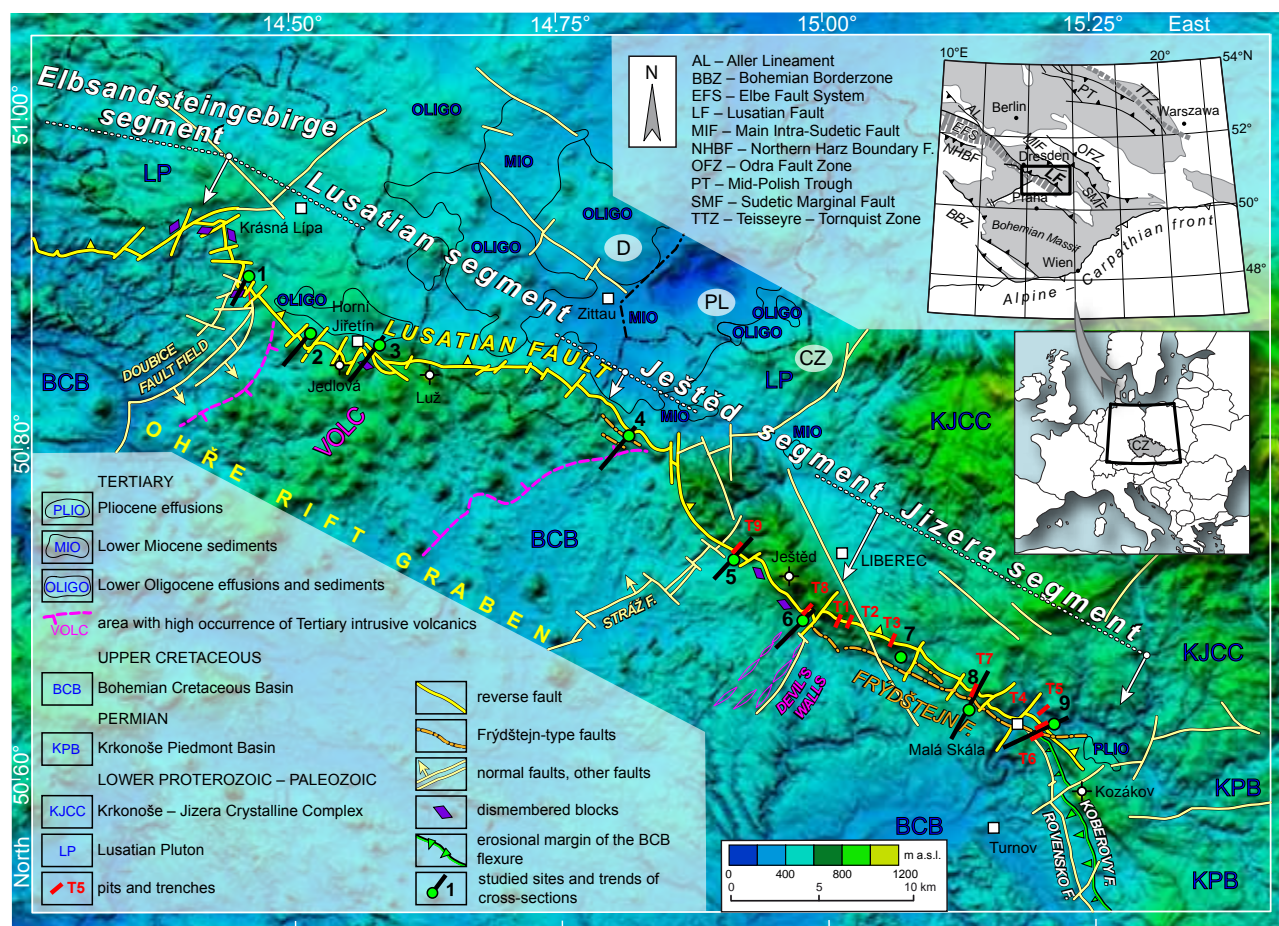 14.50°
14.75°
15.00°
15.25°
East
51.00°
50.80°
50.60°
North
Elbsandsteingebirge
segment
Lusatian segment
Ještěd segment
Jizera segment
N
AL – Aller Lineament
BBZ – Bohemian Borderzone
EFS – Elbe Fault System
LF – Lusatian Fault
MIF – Main Intra-Sudetic Fault
NHBF – Northern Harz Boundary F.
OFZ – Odra Fault Zone
PT – Mid-Polish Trough
SMF – Sudetic Marginal Fault
TTZ – Teisseyre – Tornquist Zone
10°E
20°
54°N
52°
50°
48°
Berlin
Warszawa
PT
TTZ
AL
EFS
NHBF
MIF
OFZ
Dresden
LF
SMF
Praha
BBZ
Bohemian Massif
Wien
Alpine – Carpathian front
CZ
OLIGO
MIO
LP
OLIGO
Krásná Lípa
OLIGO
D
1
OLIGO
Horní
Jiřetín
Zittau
MIO
PL
OLIGO
OLIGO
LUSATIAN FAULT
2
3
CZ
LP
DOUBICE
FAULT FIELD
BCB
Jedlová
Luž
VOLC
4
MIO
MIO
KJCC
OHŘE RIFT GRABEN
BCB
T9
5
Ještěd
LIBEREC
STRÁŽ F.
T8
6
T1
T2
T3
7
DEVIL'S
WALLS
FRÝDŠTEJN F.
T7
8
T4
T5
9
T6
KJCC
Malá Skála
PLIO
Kozákov
KPB
BCB
Turnov
ROVENSKO F.
KOBEROVY F.
KPB
TERTIARY
PLIO Pliocene effusions
MIO Lower Miocene sediments
OLIGO Lower Oligocene effusions and sediments
VOLC area with high occurrence of Tertiary intrusive volcanics
UPPER CRETACEOUS
BCB Bohemian Cretaceous Basin
PERMIAN
KPB Krkonoše Piedmont Basin
LOWER PROTEROZOIC – PALEOZOIC
KJCC Krkonoše – Jizera Crystalline Complex
LP Lusatian Pluton
T5 pits and trenches
reverse fault
Frýdštejn-type faults
normal faults, other faults
dismembered blocks
erosional margin of the BCB
flexure
1 studied sites and trends of
cross-sections
0 400 800 1200 m a.s.l.
0 5 10 km